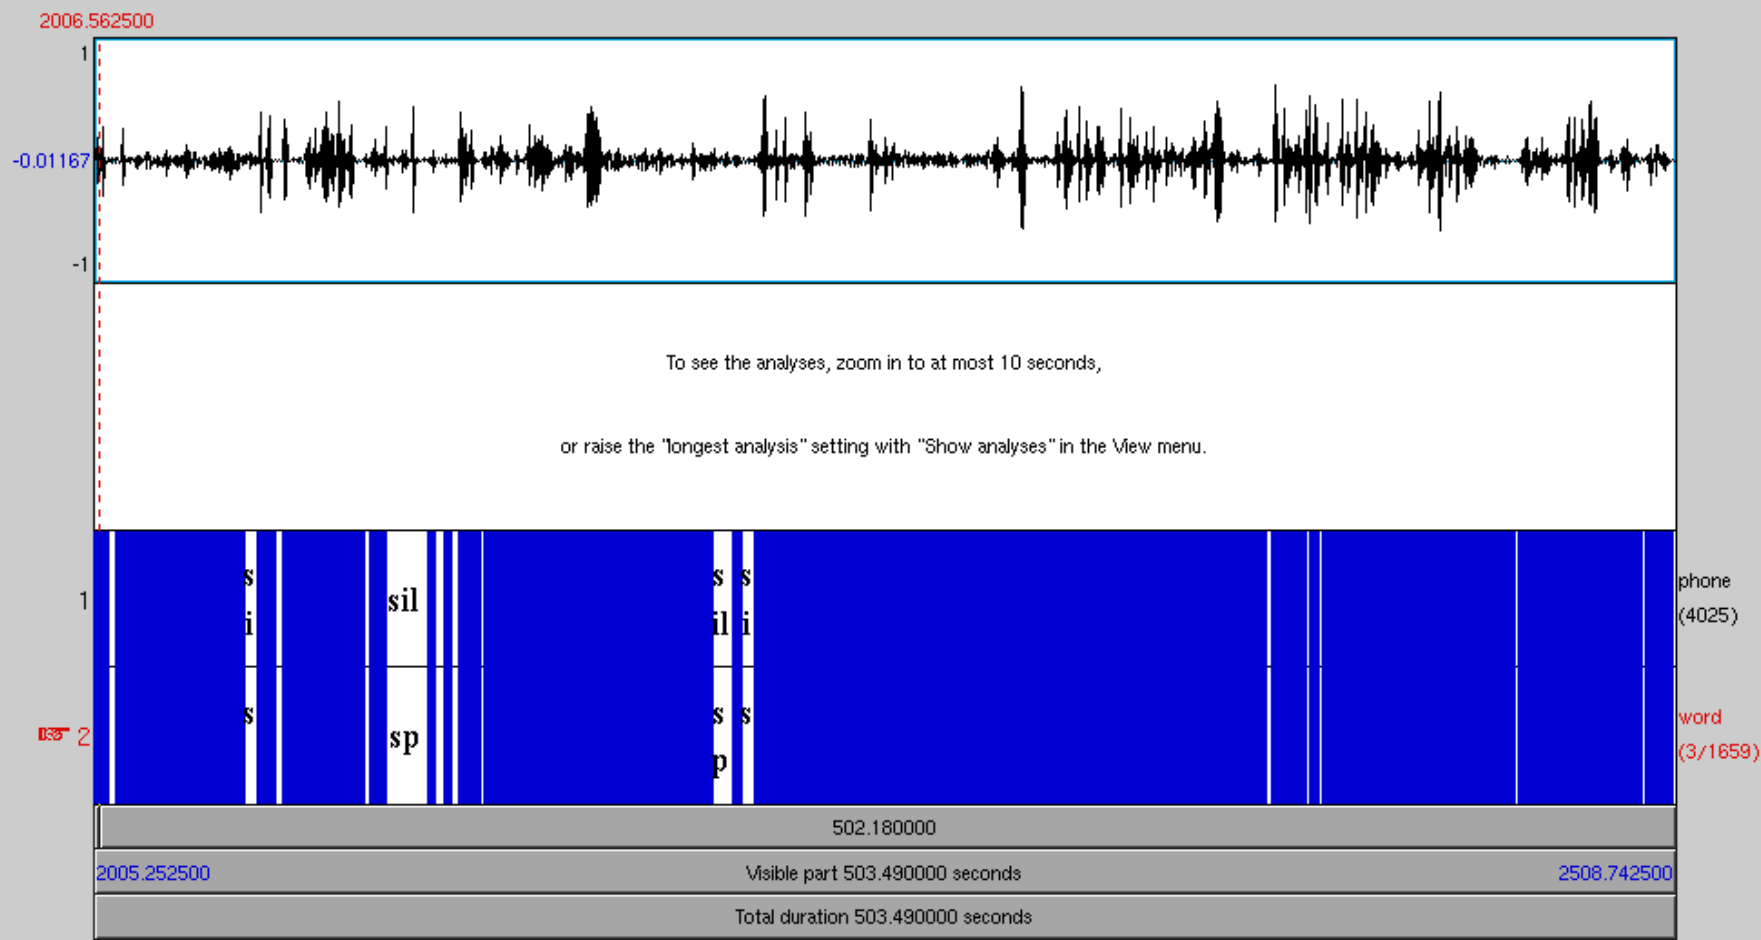 2006.562500
1
-0.01167
-1
To see the analyses, zoom in to at most 10 seconds,
or raise the "longest analysis" setting with "Show analyses" in the View menu.
s
i
sil
s
il
s
i
1
phone
(4025)
s
sp
s
p
s
2
word
(3/1659)
502.180000
2005.252500
Visible part 503.490000 seconds
2508.742500
Total duration 503.490000 seconds